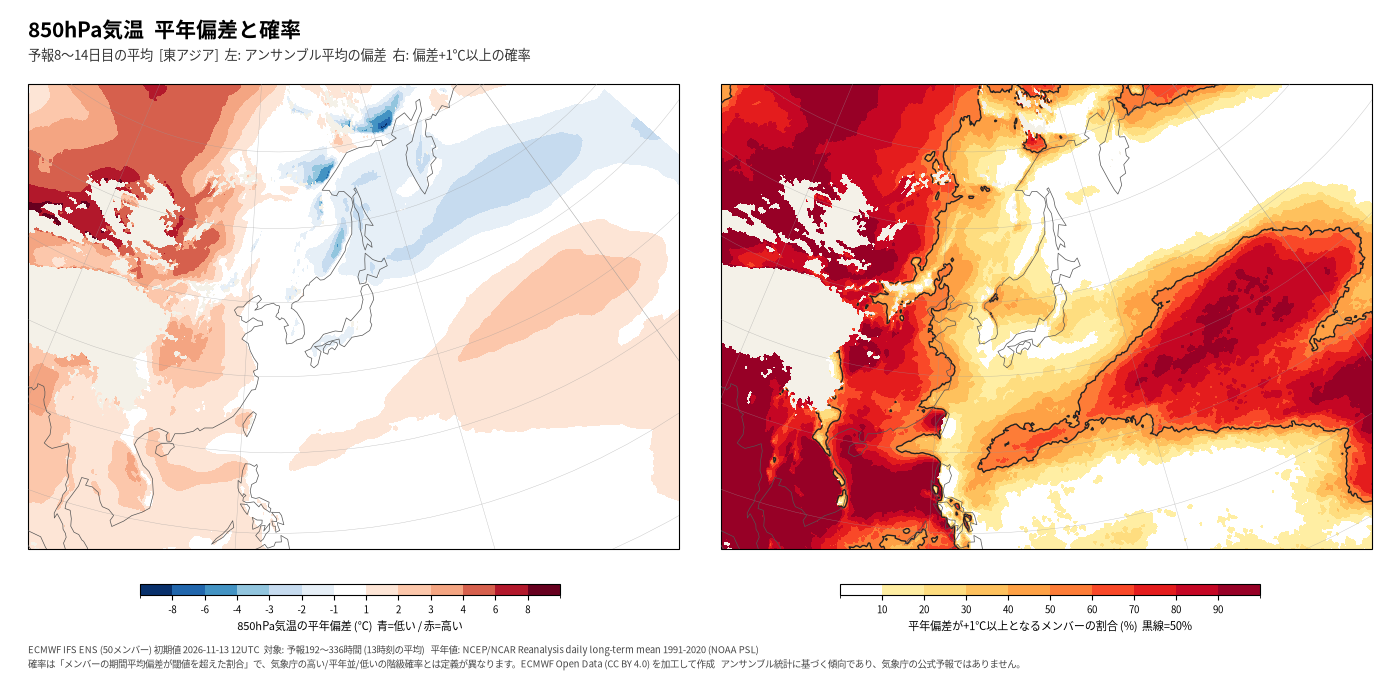 850hPa気温 平年偏差と確率
予報8～14日目の平均 [東アジア] 左: アンサンブル平均の偏差 右: 偏差+1℃以上の確率
-8 -6 -4 -3 -2 -1 1 2 3 4 6 8
850hPa気温の平年偏差 (℃) 青=低い / 赤=高い
10 20 30 40 50 60 70 80 90
平年偏差が+1℃以上となるメンバーの割合 (%) 黒線=50%
ECMWF IFS ENS (50メンバー) 初期値 2026-11-13 12UTC 対象: 予報192～336時間 (13時刻の平均) 平年値: NCEP/NCAR Reanalysis daily long-term mean 1991-2020 (NOAA PSL)
確率は「メンバーの期間平均偏差が閾値を超えた割合」で、気象庁の高い/平年並/低いの階級確率とは定義が異なります。ECMWF Open Data (CC BY 4.0) を加工して作成 アンサンブル統計に基づく傾向であり、気象庁の公式予報ではありません。